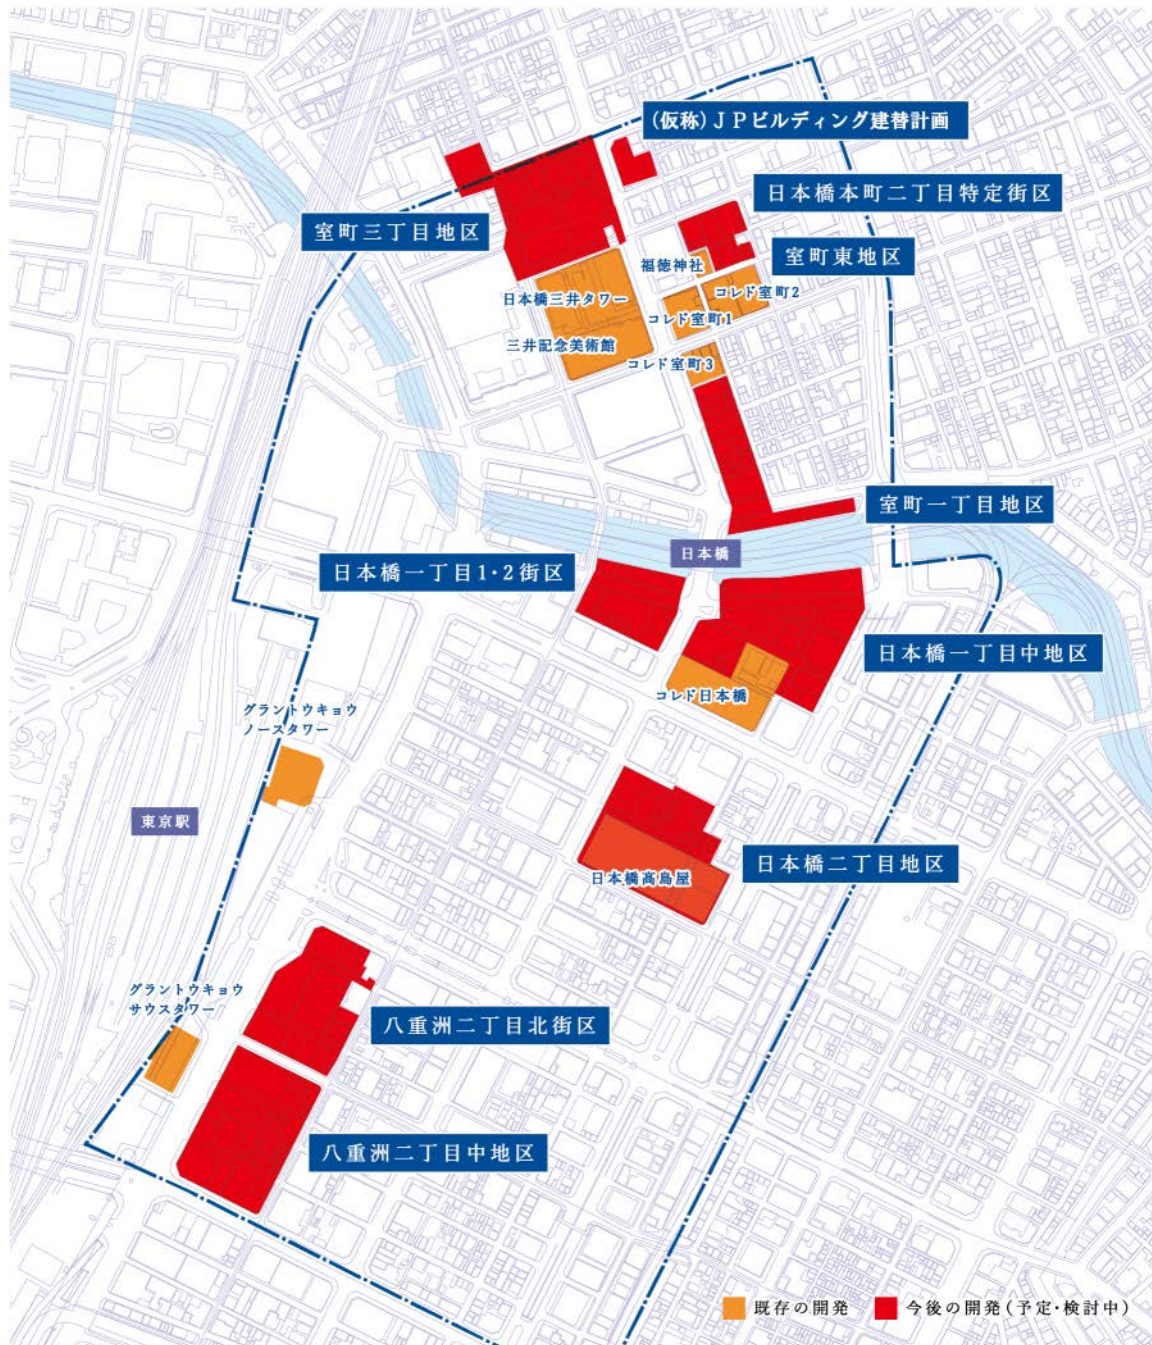 (仮称)JPビルディング建替計画
日本橋本町二丁目特定街区
室町三丁目地区
室町東地区
福徳神社
コレド室町2
日本橋三井タワー
コレド室町1
三井記念美術館
コレド室町3
室町一丁目地区
日本橋
日本橋一丁目1・2街区
日本橋一丁目中地区
コレド日本橋
グラントウキョウ
ノースタワー
東京駅
日本橋二丁目地区
日本橋髙島屋
グラントウキョウ
サウスタワー
八重洲二丁目北街区
八重洲二丁目中地区
既存の開発
今後の開発(予定・検討中)